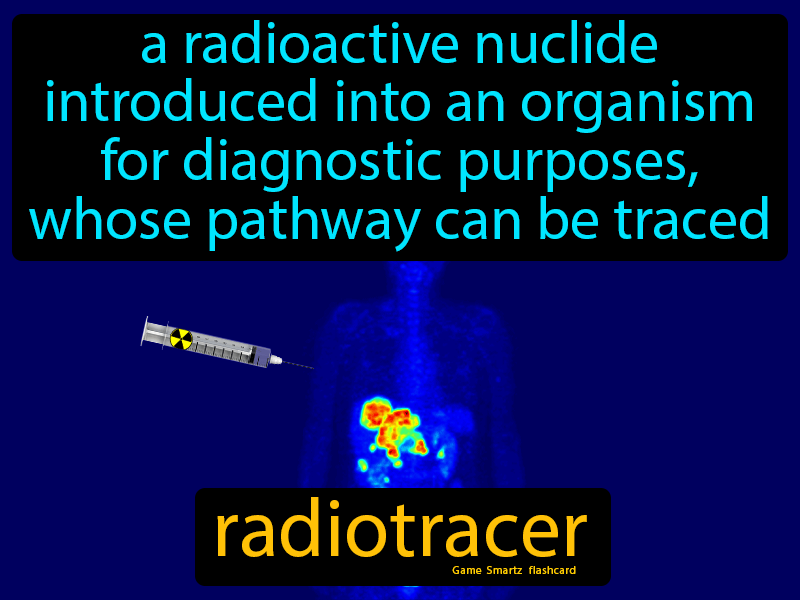 a radioactive nuclide
introduced into an organism
for diagnostic purposes,
whose pathway can be traced
radiotracer
Game Smartz flashcard